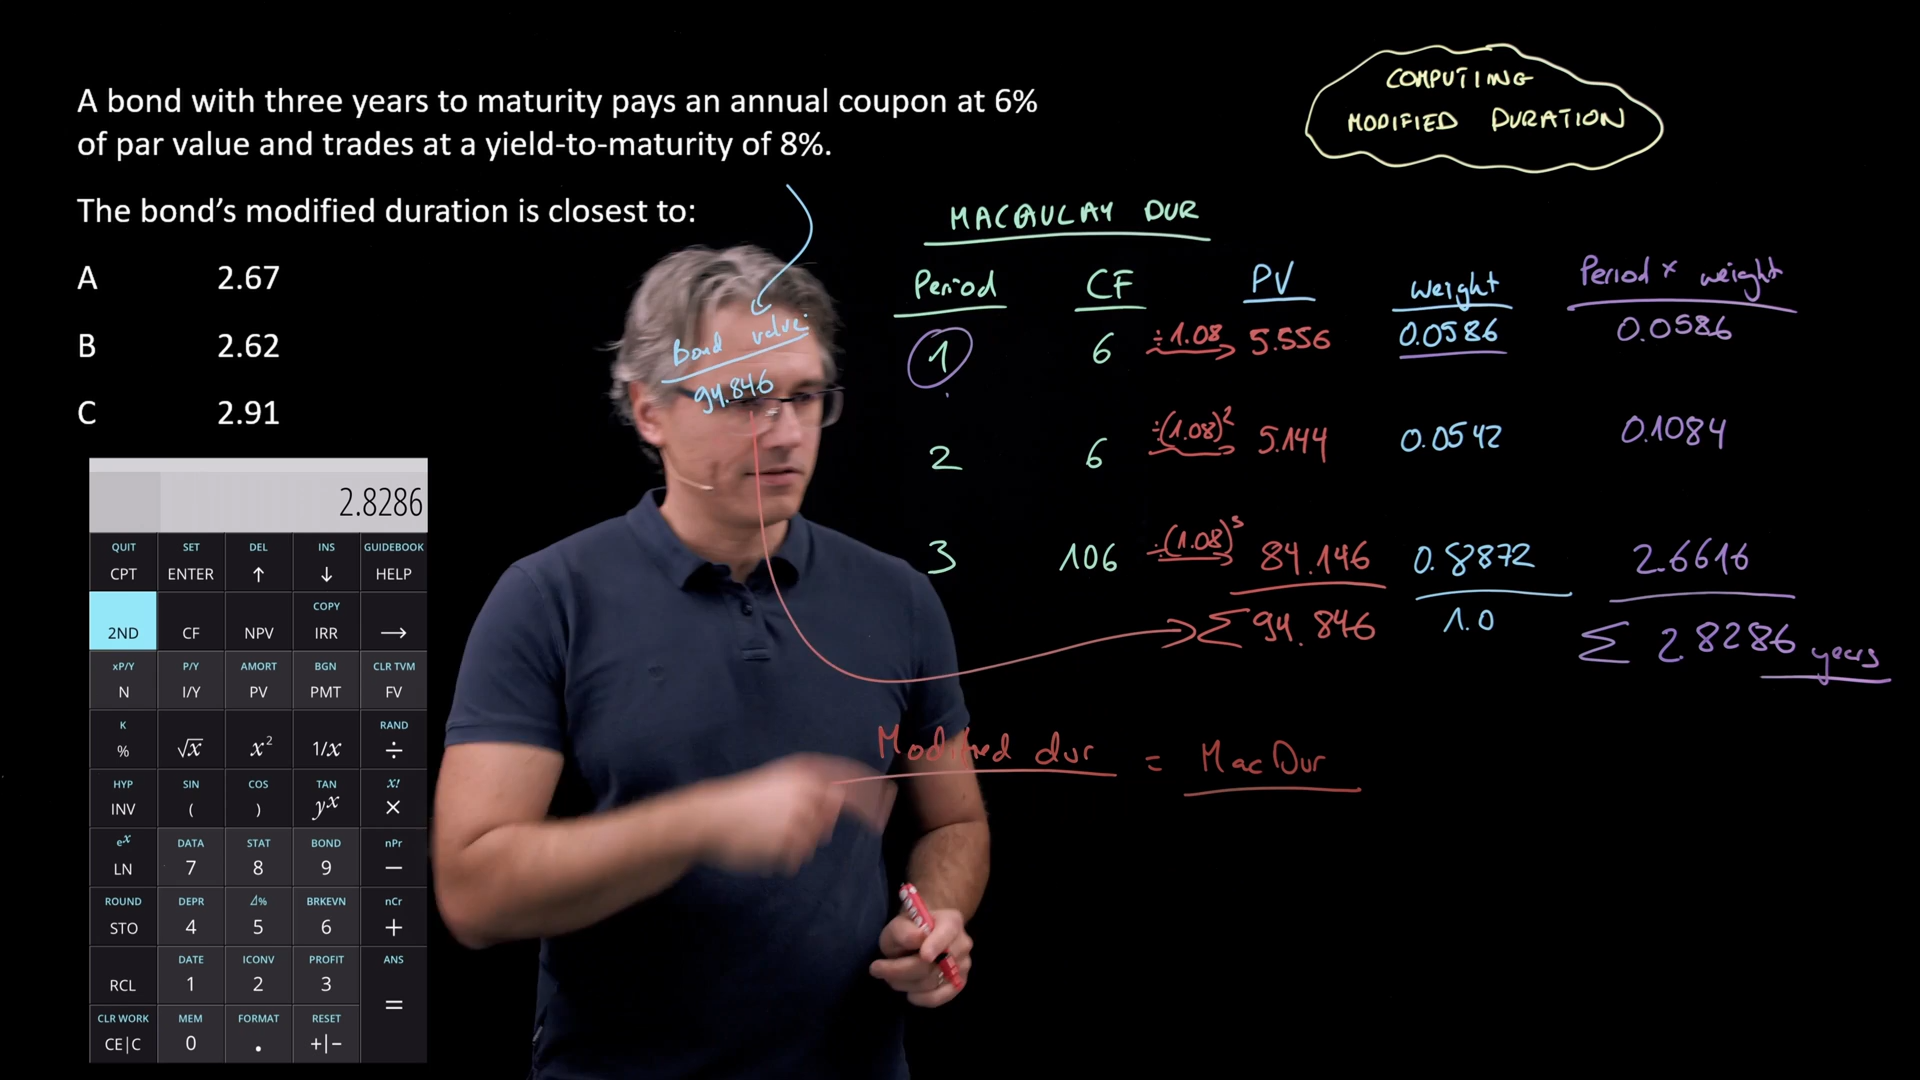 A bond with three years to maturity pays an annual coupon at 6%
of par value and trades at a yield-to-maturity of 8%.
The bond's modified duration is closest to:
A 2.67
B 2.62
C 2.91
COMPUTING
MODIFIED DURATION
MACAULAY DUR
Period CF PV Weight Period × weight
1 6 ÷1.08 5.556 0.0586 0.0586
2 6 ÷(1.08)² 5.144 0.0542 0.1084
3 106 ÷(1.08)³ 84.146 0.8872 2.6616
Σ 94.846 1.0 Σ 2.8286 years
Bond value:
94.846
Modified dur = MacDur
2.8286
QUIT SET DEL INS GUIDEBOOK
CPT ENTER ↑ ↓ HELP
COPY
2ND CF NPV IRR →
xP/Y P/Y AMORT BGN CLR TVM
N I/Y PV PMT FV
K RAND
% √x x² 1/x ÷
HYP SIN COS TAN x!
INV ( ) yˣ ×
eˣ DATA STAT BOND nPr
LN 7 8 9 −
ROUND DEPR Δ% BRKEVN nCr
STO 4 5 6 +
DATE ICONV PROFIT ANS
RCL 1 2 3 =
CLR WORK MEM FORMAT RESET
CE|C 0 . +|−